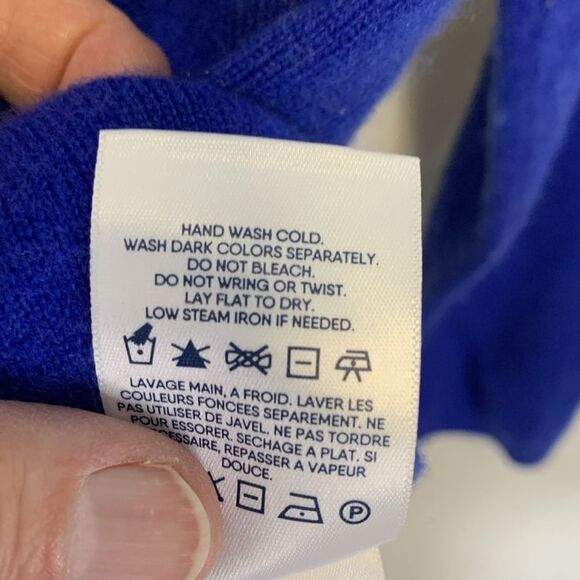 HAND WASH COLD.
WASH DARK COLORS SEPARATELY.
DO NOT BLEACH.
DO NOT WRING OR TWIST.
LAY FLAT TO DRY.
LOW STEAM IRON IF NEEDED.
LAVAGE MAIN, A FROID. LAVER LES
COULEURS FONCEES SEPAREMENT. NE
PAS UTILISER DE JAVEL. NE PAS TORDRE
POUR ESSORER. SECHAGE A PLAT. SI
ECESSAIRE, REPASSER A VAPEUR
DOUCE.
P